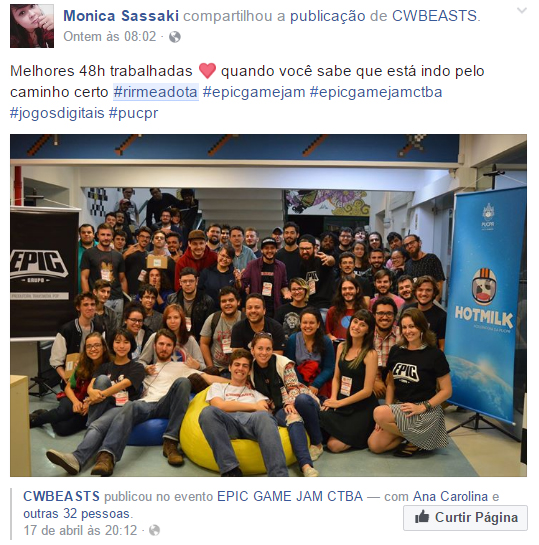 Monica Sassaki compartilhou a publicação de CWBEASTS.
Ontem às 08:02 ·
Melhores 48h trabalhadas ❤ quando você sabe que está indo pelo
caminho certo #rirmeadota #epicgamejam #epicgamejamctba
#jogosdigitais #pucpr
PUCPR
EPIC
GRUPO
HOTMILK
EPIC
CWBEASTS publicou no evento EPIC GAME JAM CTBA — com Ana Carolina e
outras 32 pessoas.
17 de abril às 20:12 ·
Curtir Página